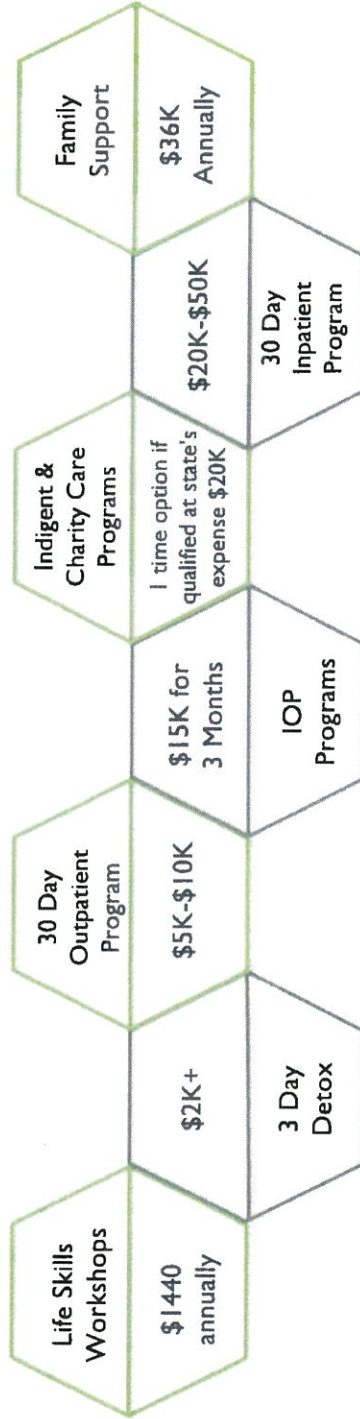 Life Skills
Workshops
$1440
annually
$2K+
3 Day
Detox
30 Day
Outpatient
Program
$5K-$10K
$15K for
3 Months
IOP
Programs
Indigent &
Charity Care
Programs
1 time option if
qualified at state's
expense $20K
$20K-$50K
30 Day
Inpatient
Program
Family
Support
$36K
Annually